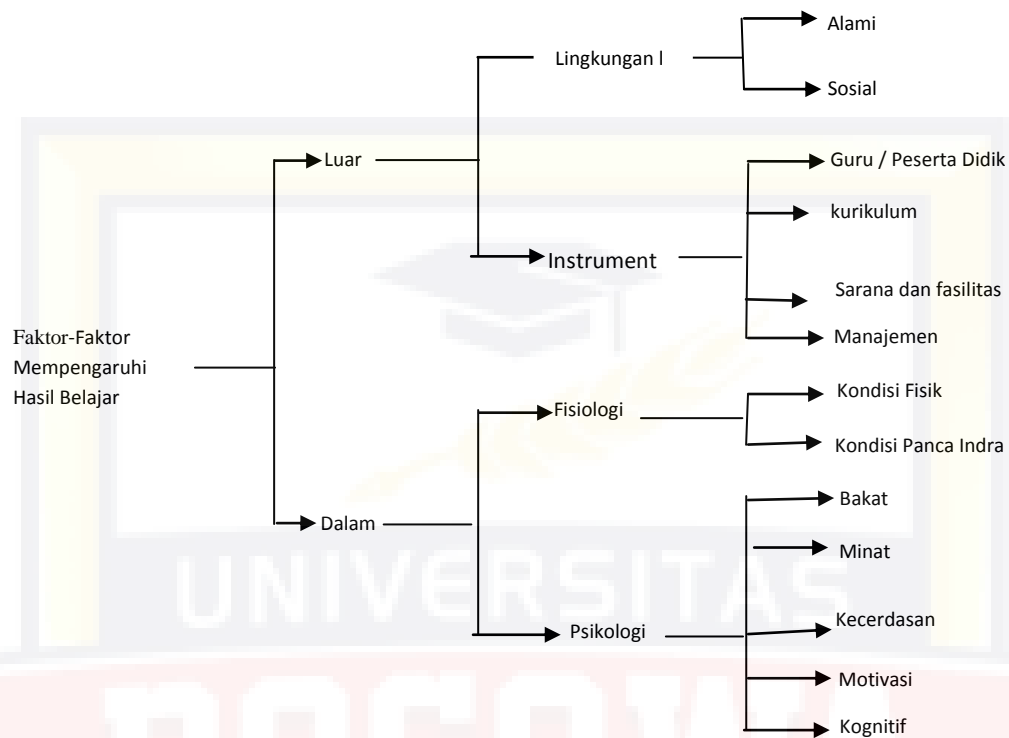 Alami
Lingkungan l
Sosial
Luar
Guru / Peserta Didik
kurikulum
Instrument
Sarana dan fasilitas
Manajemen
Faktor-Faktor
Mempengaruhi
Hasil Belajar
Kondisi Fisik
Fisiologi
Kondisi Panca Indra
Dalam
Bakat
Minat
Psikologi
Kecerdasan
Motivasi
Kognitif
UNIVERSITAS
BOSOWA